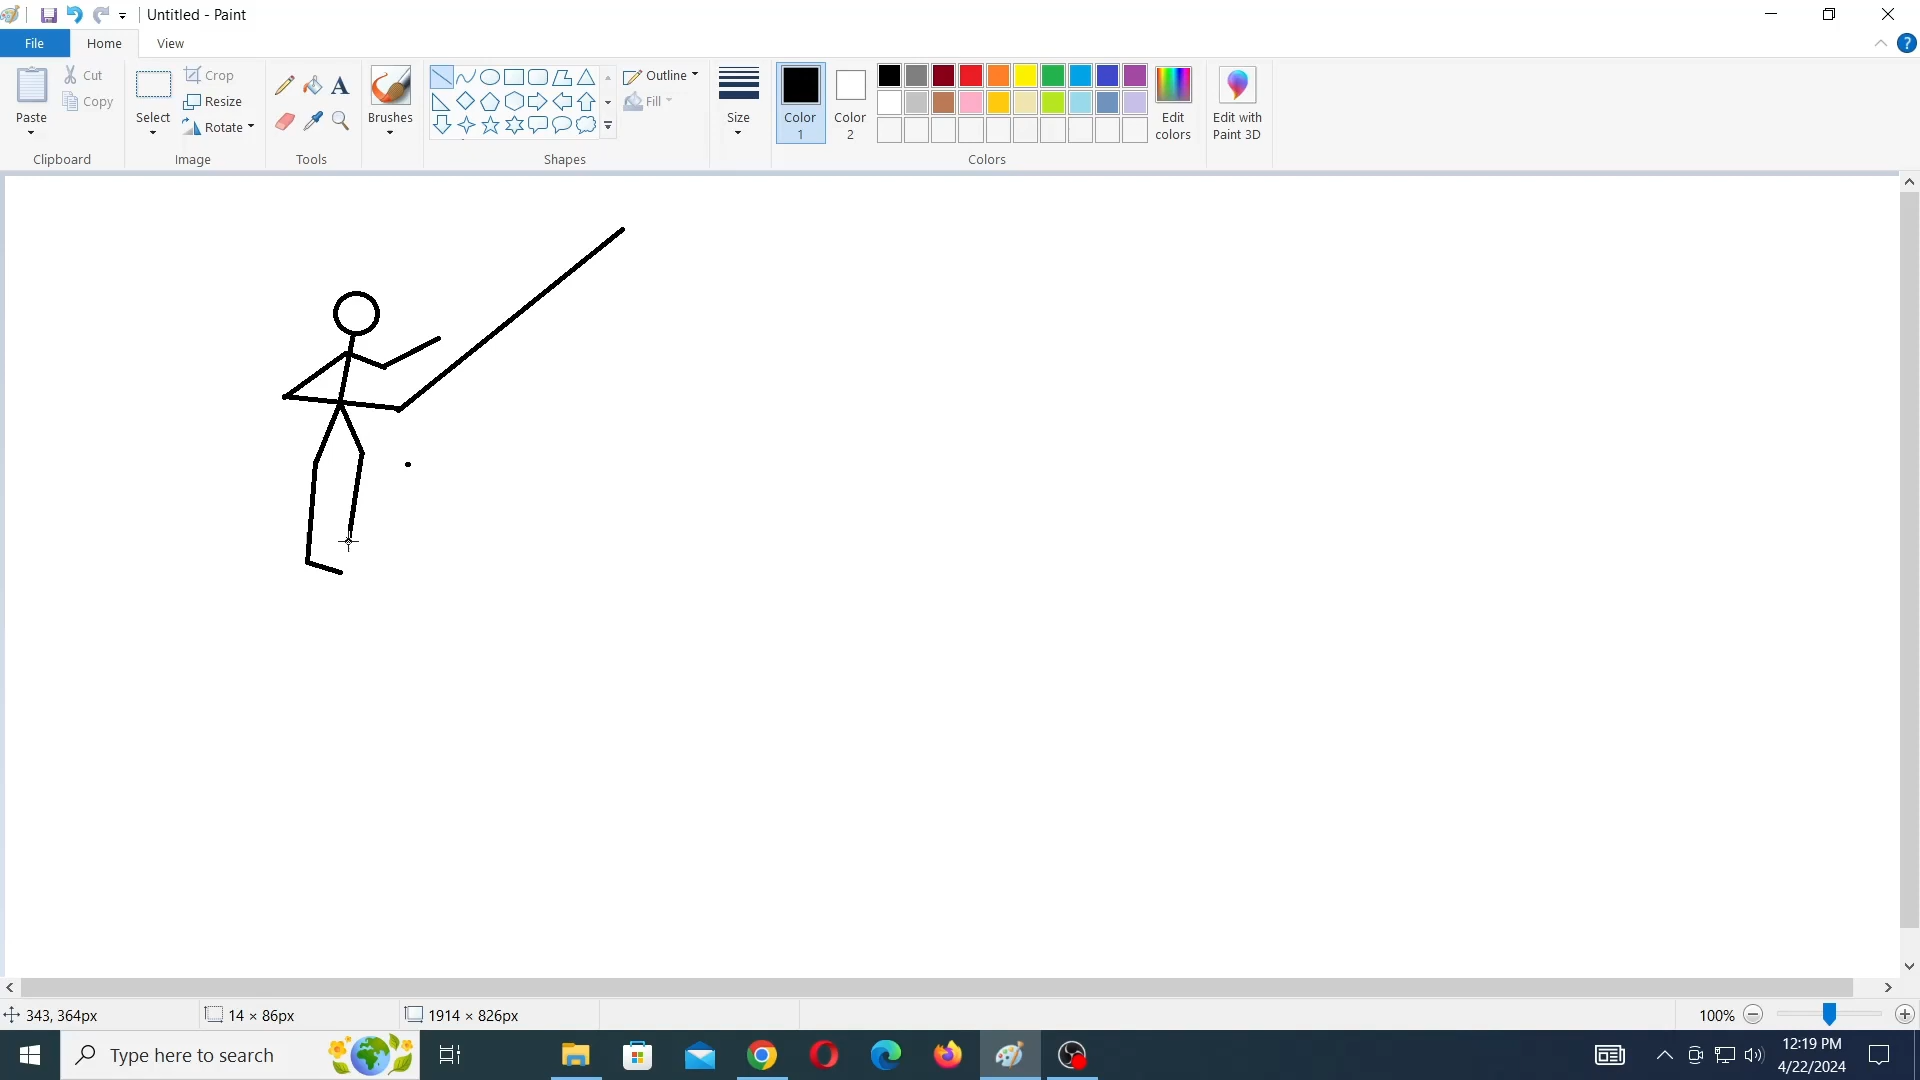 Untitled - Paint
File Home View
Paste
Cut
Copy
Clipboard
Select
Crop
Resize
Rotate
Image
Tools
Brushes
Shapes
Outline
Fill
Size
Color 1
Color 2
Colors
Edit colors
Edit with Paint 3D
343, 364px
14 × 86px
1914 × 826px
100%
Type here to search
12:19 PM
4/22/2024